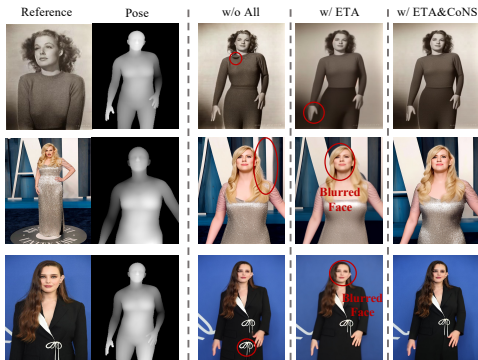 Reference Pose w/o All w/ ETA w/ ETA&CoNS
Blurred
Face
Blurred
Face